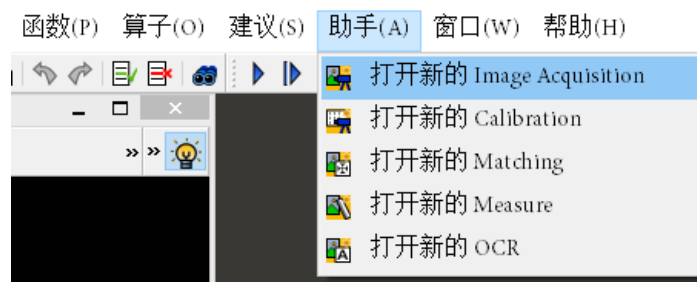 函数(P) 算子(O) 建议(S) 助手(A) 窗口(W) 帮助(H)
打开新的 Image Acquisition
打开新的 Calibration
打开新的 Matching
打开新的 Measure
打开新的 OCR